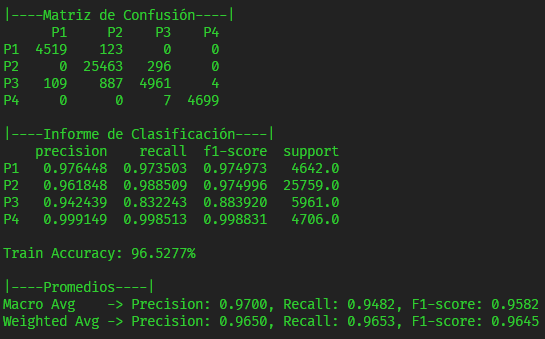 |----Matriz de Confusión----|
      P1     P2    P3    P4
P1  4519    123     0     0
P2     0  25463   296     0
P3   109    887  4961     4
P4     0      0     7  4699
|----Informe de Clasificación----|
    precision    recall  f1-score  support
P1   0.976448  0.973503  0.974973   4642.0
P2   0.961848  0.988509  0.974996  25759.0
P3   0.942439  0.832243  0.883920   5961.0
P4   0.999149  0.998513  0.998831   4706.0
Train Accuracy: 96.5277%
|----Promedios----|
Macro Avg    -> Precision: 0.9700, Recall: 0.9482, F1-score: 0.9582
Weighted Avg -> Precision: 0.9650, Recall: 0.9653, F1-score: 0.9645